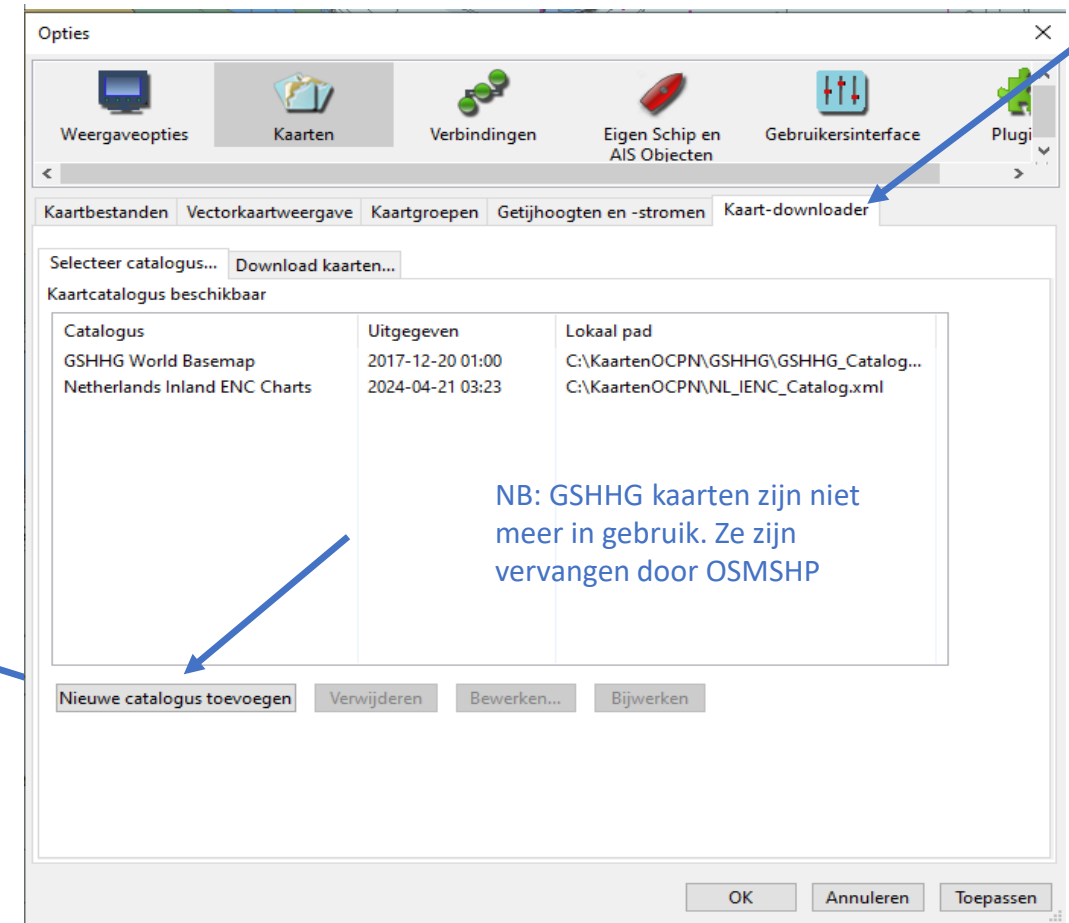 Opties
Weergaveopties Kaarten Verbindingen Eigen Schip en Gebruikersinterface Plugi
AIS Objecten
Kaartbestanden Vectorkaartweergave Kaartgroepen Getijhoogten en -stromen Kaart-downloader
Selecteer catalogus... Download kaarten...
Kaartcatalogus beschikbaar
Catalogus Uitgegeven Lokaal pad
GSHHG World Basemap 2017-12-20 01:00 C:\KaartenOCPN\GSHHG\GSHHG_Catalog...
Netherlands Inland ENC Charts 2024-04-21 03:23 C:\KaartenOCPN\NL_IENC_Catalog.xml
NB: GSHHG kaarten zijn niet
meer in gebruik. Ze zijn
vervangen door OSMSHP
Nieuwe catalogus toevoegen Verwijderen Bewerken... Bijwerken
OK Annuleren Toepassen